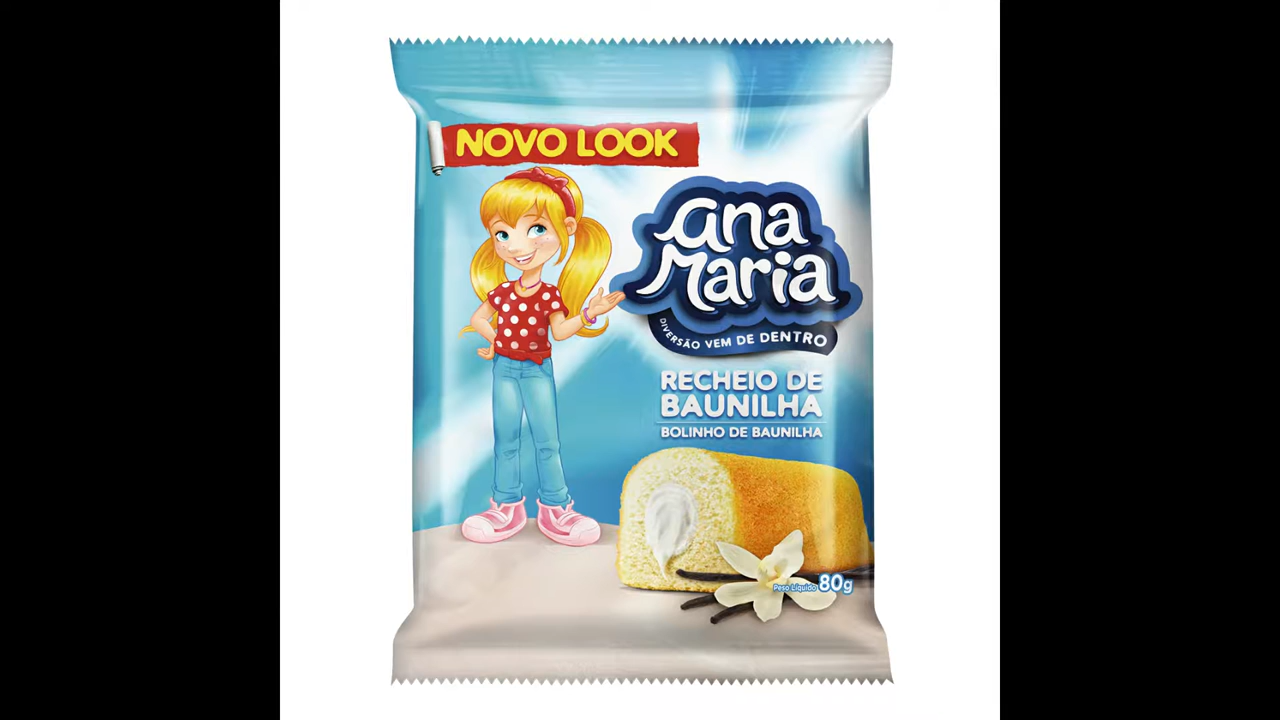 NOVO LOOK
ana
Maria
DIVERSÃO VEM DE DENTRO
RECHEIO DE
BAUNILHA
BOLINHO DE BAUNILHA
Peso Líquido 80g